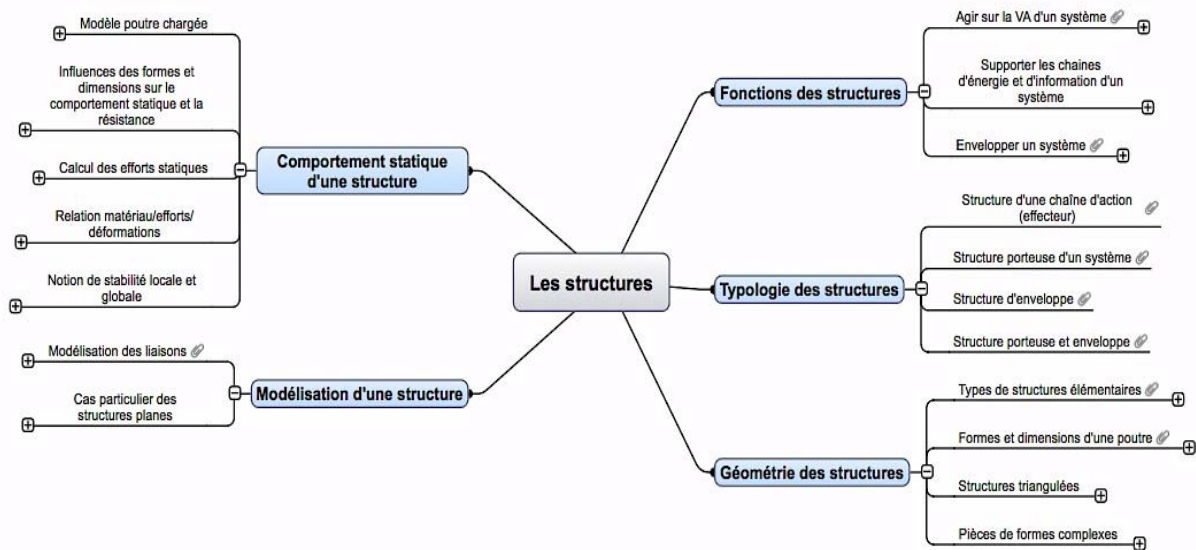 Les structures
Fonctions des structures
Agir sur la VA d'un système
Supporter les chaines
d'énergie et d'information d'un
système
Envelopper un système
Typologie des structures
Structure d'une chaîne d'action
(effecteur)
Structure porteuse d'un système
Structure d'enveloppe
Structure porteuse et enveloppe
Géométrie des structures
Types de structures élémentaires
Formes et dimensions d'une poutre
Structures triangulées
Pièces de formes complexes
Comportement statique
d'une structure
Modèle poutre chargée
Influences des formes et
dimensions sur le
comportement statique et la
résistance
Calcul des efforts statiques
Relation matériau/efforts/
déformations
Notion de stabilité locale et
globale
Modélisation d'une structure
Modélisation des liaisons
Cas particulier des
structures planes